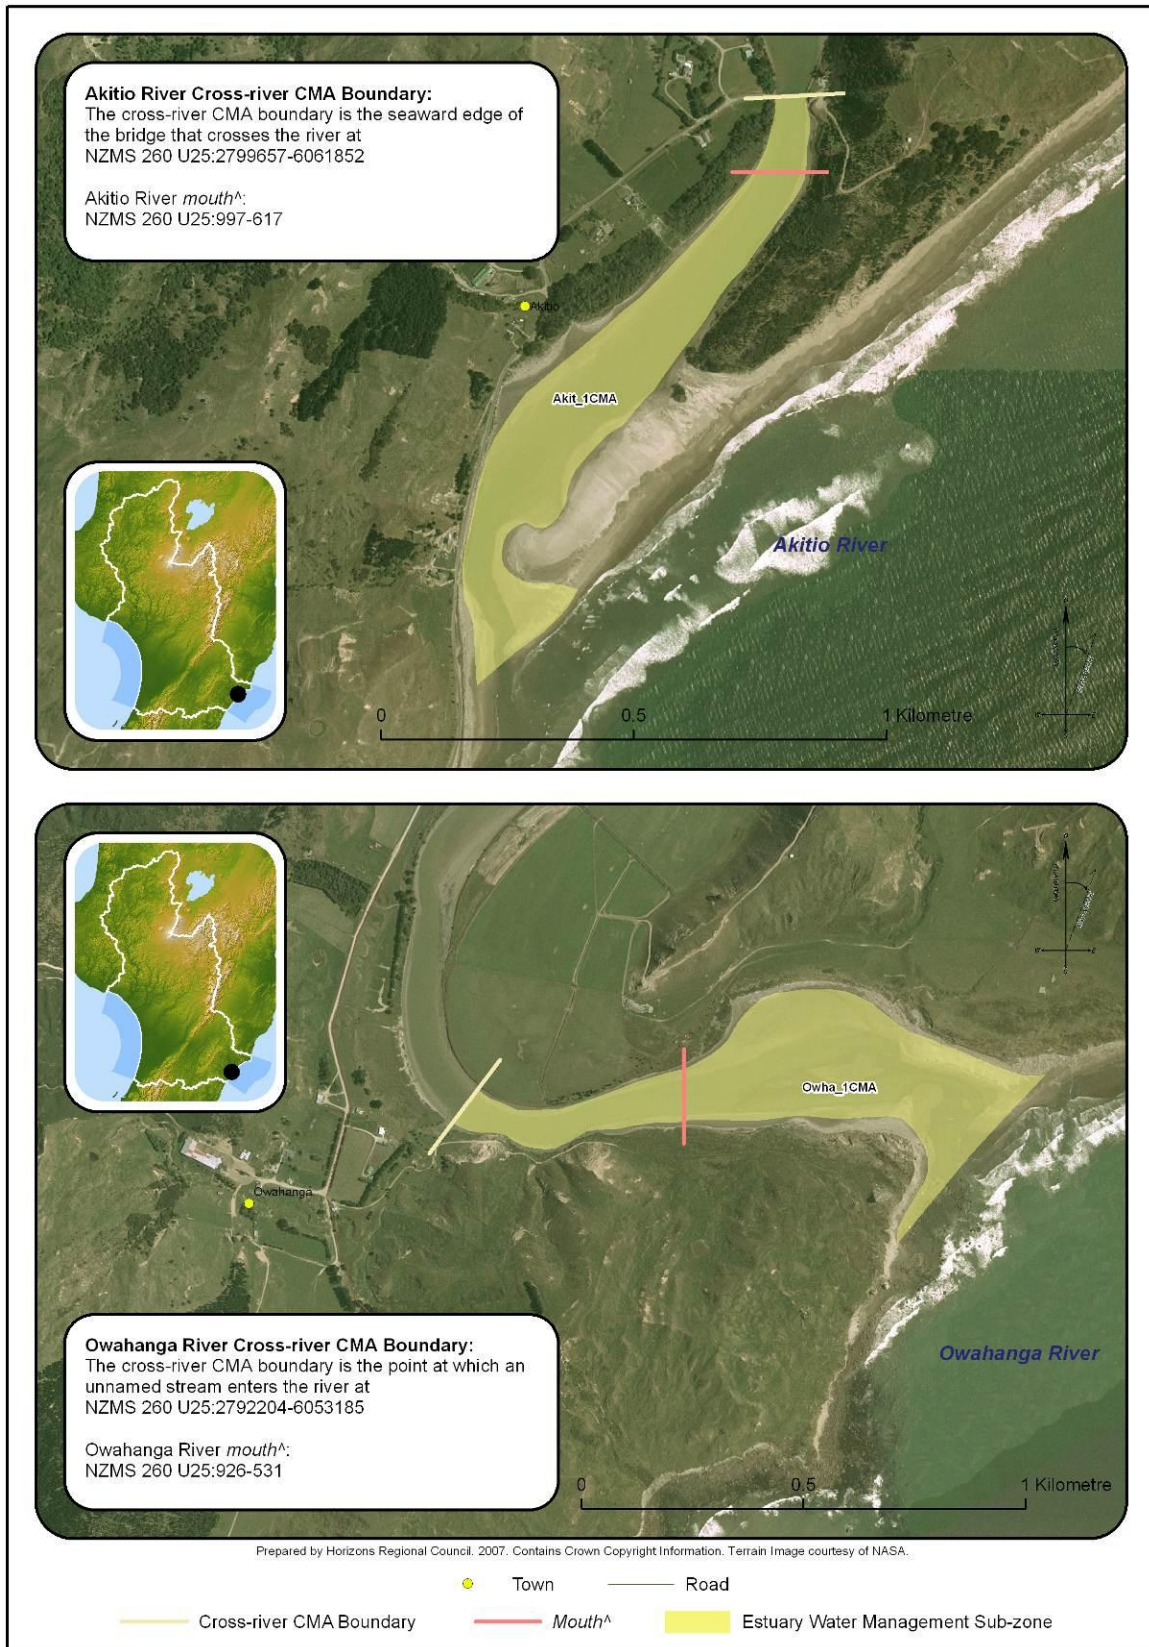 Akitio River Cross-river CMA Boundary:
The cross-river CMA boundary is the seaward edge of
the bridge that crosses the river at
NZMS 260 U25:2799657-6061852
Akitio River mouth^:
NZMS 260 U25:997-617
Akitio
Akit_1CMA
Akitio River
0 0.5 1 Kilometre
Owha_1CMA
Owahanga
Owahanga River Cross-river CMA Boundary:
The cross-river CMA boundary is the point at which an
unnamed stream enters the river at
NZMS 260 U25:2792204-6053185
Owahanga River mouth^:
NZMS 260 U25:926-531
Owahanga River
0 0.5 1 Kilometre
Prepared by Horizons Regional Council. 2007. Contains Crown Copyright Information. Terrain Image courtesy of NASA.
Town Road
Cross-river CMA Boundary Mouth^ Estuary Water Management Sub-zone